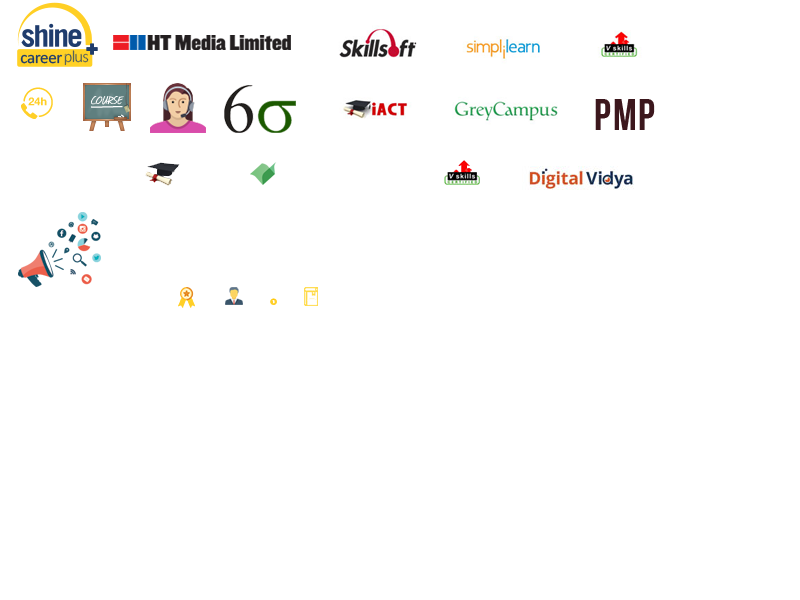 shine
career plus
HT Media Limited
Skillsoft
simplilearn
V skills
CERTIFIED
24h
COURSE
6σ
iACT
GreyCampus
PMP
V skills
CERTIFIED
Digital Vidya